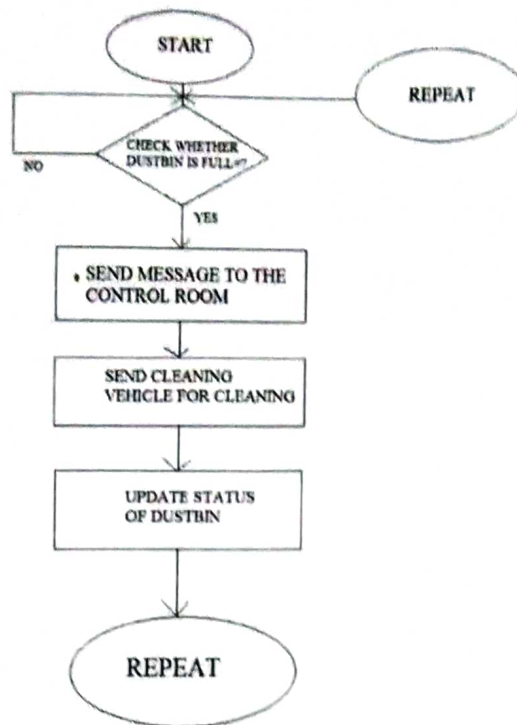 START
REPEAT
CHECK WHETHER
DUSTBIN IS FULL=?
NO
YES
SEND MESSAGE TO THE
CONTROL ROOM
SEND CLEANING
VEHICLE FOR CLEANING
UPDATE STATUS
OF DUSTBIN
REPEAT